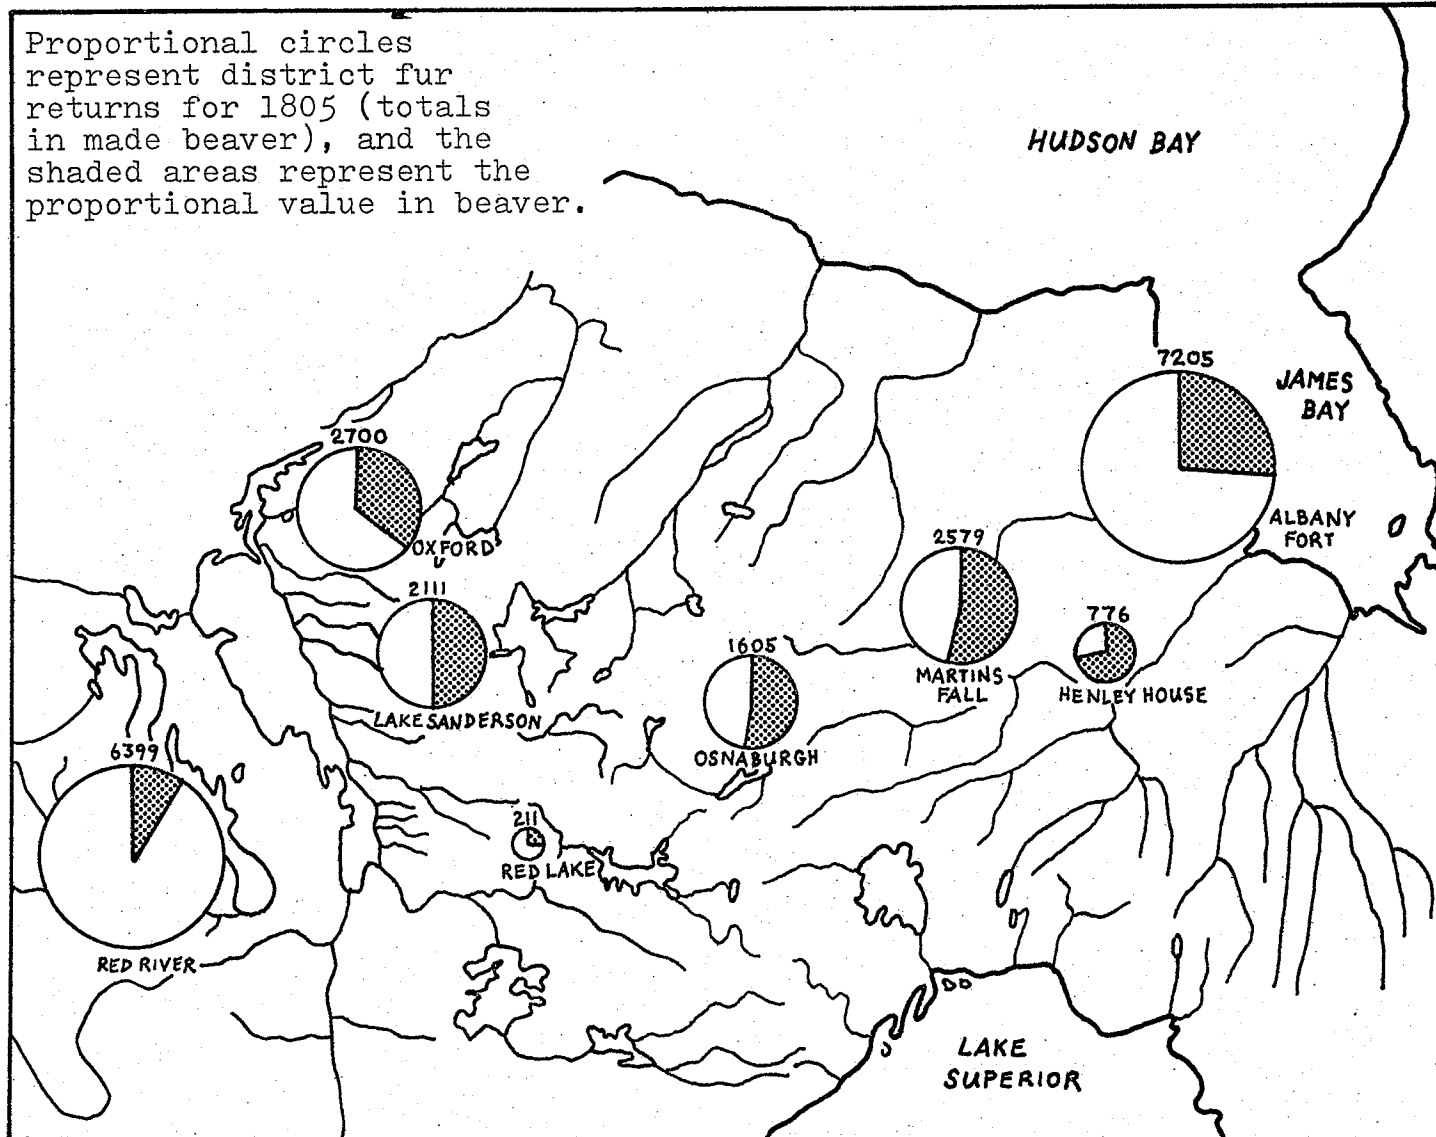 Proportional circles
represent district fur
returns for 1805 (totals
in made beaver), and the
shaded areas represent the
proportional value in beaver.
HUDSON BAY
7205
JAMES
BAY
2700
ALBANY
FORT
OXFORD
2579
2111
776
1605
MARTINS
FALL
HENLEY HOUSE
LAKE SANDERSON
6399
OSNABURGH
211
RED LAKE
RED RIVER
LAKE
SUPERIOR